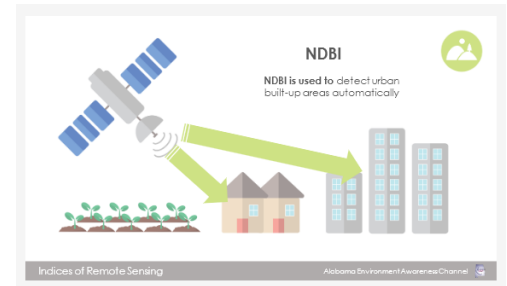 NDBI
NDBI is used to detect urban
built-up areas automatically
Indices of Remote Sensing
Alabama Environment Awareness Channel